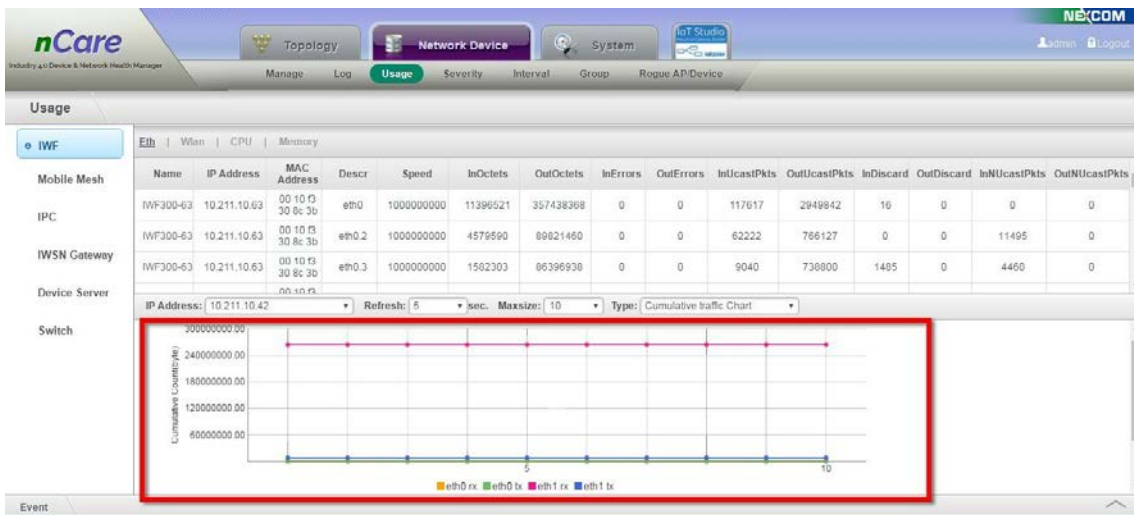 NEXCOM
nCare
Industry 4.0 Device & Network Health Manager
Topology Network Device System IoT Studio
admin Logout
Manage Log Usage Severity Interval Group Rogue AP/Device
Usage
IWF
Mobile Mesh
IPC
IWSN Gateway
Device Server
Switch
Eth | Wlan | CPU | Memory
Name IP Address MAC Address Descr Speed InOctets OutOctets InErrors OutErrors InUcastPkts OutUcastPkts InDiscard OutDiscard InNUcastPkts OutNUcastPkts
IWF300-63 10.211.10.63 00 10 f3 30 8c 3b eth0 1000000000 11396521 357438368 0 0 117617 2949842 16 0 0 0
IWF300-63 10.211.10.63 00 10 f3 30 8c 3b eth0.2 1000000000 4579590 89821460 0 0 62222 766127 0 0 11495 0
IWF300-63 10.211.10.63 00 10 f3 30 8c 3b eth0.3 1000000000 1582303 86396938 0 0 9040 738800 1485 0 4460 0
00 10 f3
IP Address: 10.211.10.42 Refresh: 5 sec. Maxsize: 10 Type: Cumulative traffic Chart
Cumulative Count(byte)
300000000.00
240000000.00
180000000.00
120000000.00
60000000.00
5 10
eth0 rx eth0 tx eth1 rx eth1 tx
Event